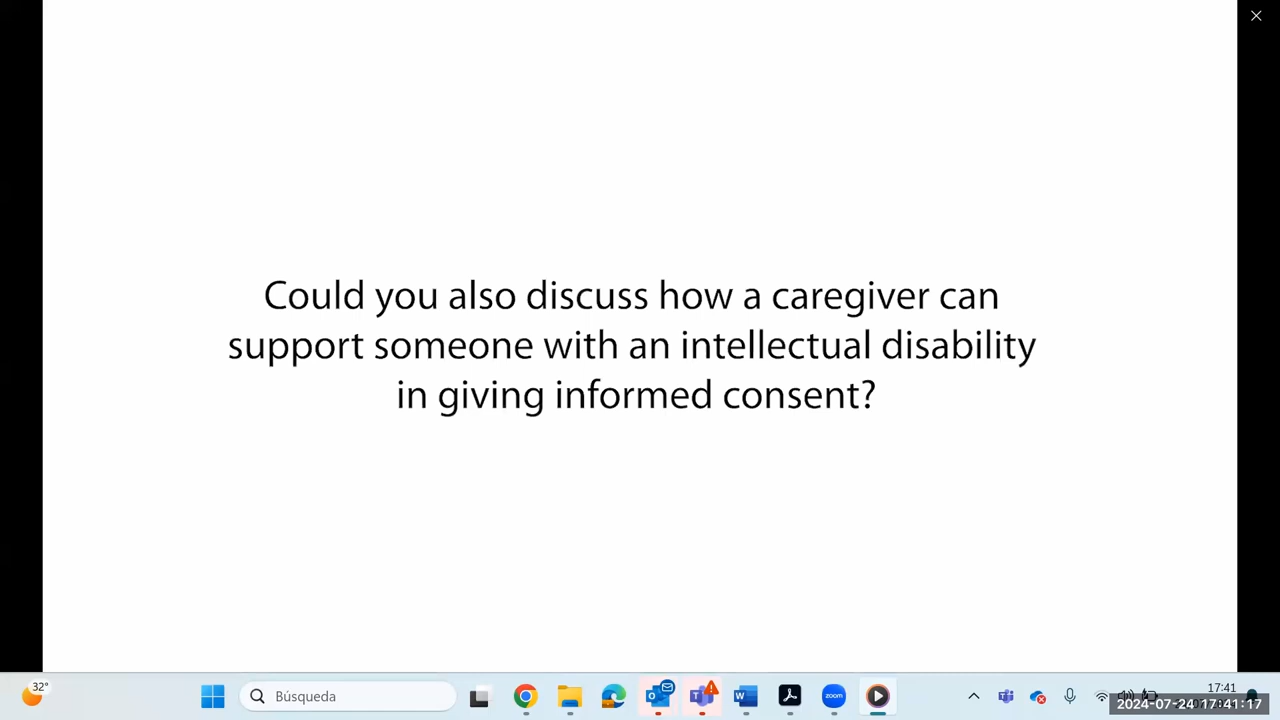 Could you also discuss how a caregiver can
support someone with an intellectual disability
in giving informed consent?
32°
Búsqueda
zoom
17:41
2024-07-24 17:41:17